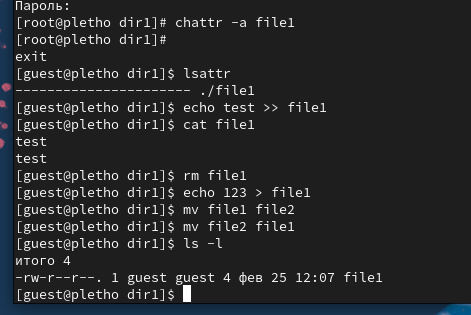 Пароль:
[root@pletho dir1]# chattr -a file1
[root@pletho dir1]#
exit
[guest@pletho dir1]$ lsattr
---------------------- ./file1
[guest@pletho dir1]$ echo test >> file1
[guest@pletho dir1]$ cat file1
test
test
[guest@pletho dir1]$ rm file1
[guest@pletho dir1]$ echo 123 > file1
[guest@pletho dir1]$ mv file1 file2
[guest@pletho dir1]$ mv file2 file1
[guest@pletho dir1]$ ls -l
итого 4
-rw-r--r--. 1 guest guest 4 фев 25 12:07 file1
[guest@pletho dir1]$